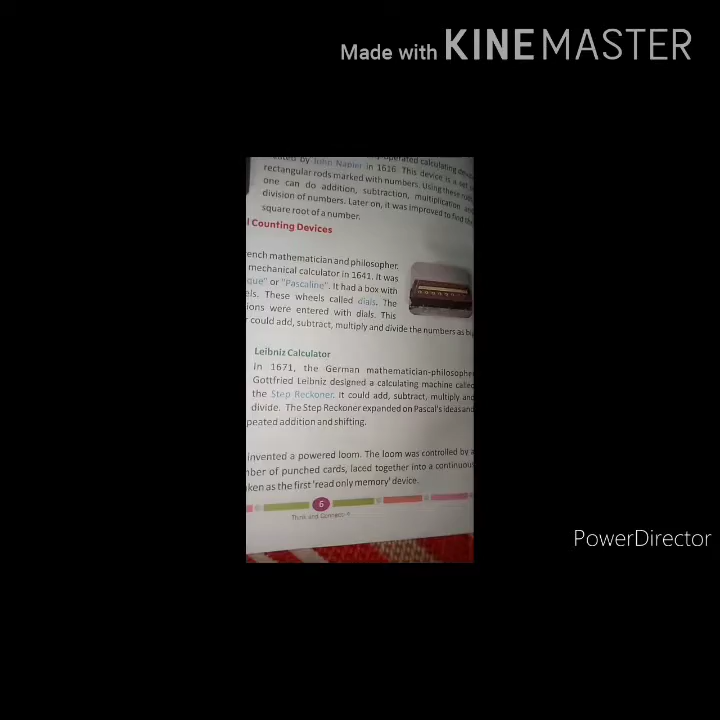 Made with KINEMASTER
operated calculating
by John Napier in 1616. This device is a set
rectangular rods marked with numbers. Using these
one can do addition, subtraction, multiplication and
division of numbers. Later on, it was improved to find the
square root of a number.
l Counting Devices
ench mathematician and philosopher.
mechanical calculator in 1641. It was
que" or "Pascaline". It had a box with
els. These wheels called dials. The
ions were entered with dials. This
r could add, subtract, multiply and divide the numbers as
Leibniz Calculator
In 1671, the German mathematician-philosophe
Gottfried Leibniz designed a calculating machine called
the Step Reckoner. It could add, subtract, multiply and
divide. The Step Reckoner expanded on Pascal's ideas and
peated addition and shifting.
invented a powered loom. The loom was controlled by a
ber of punched cards, laced together into a continuou
ken as the first 'read only memory' device.
6
Think and Connect-
PowerDirector